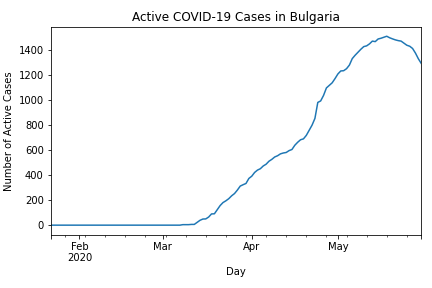 Active COVID-19 Cases in Bulgaria
Number of Active Cases
1400
1200
1000
800
600
400
200
0
Feb
2020
Mar
Apr
May
Day